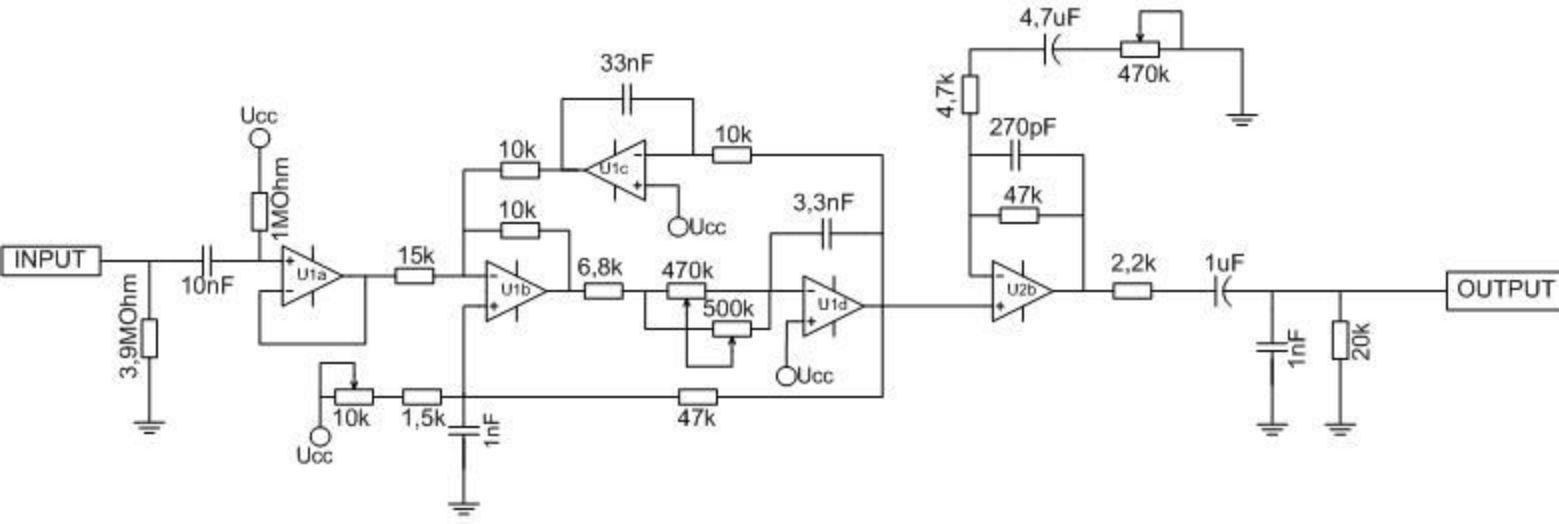 INPUT
3,9MOhm
10nF
Ucc
1MOhm
U1a
15k
33nF
10k
U1c
10k
Ucc
10k
U1b
6,8k
470k
500k
3,3nF
U1d
Ucc
10k
1,5k
Ucc
1nF
47k
4,7uF
470k
4,7k
270pF
47k
U2b
2,2k
1uF
1nF
20k
OUTPUT